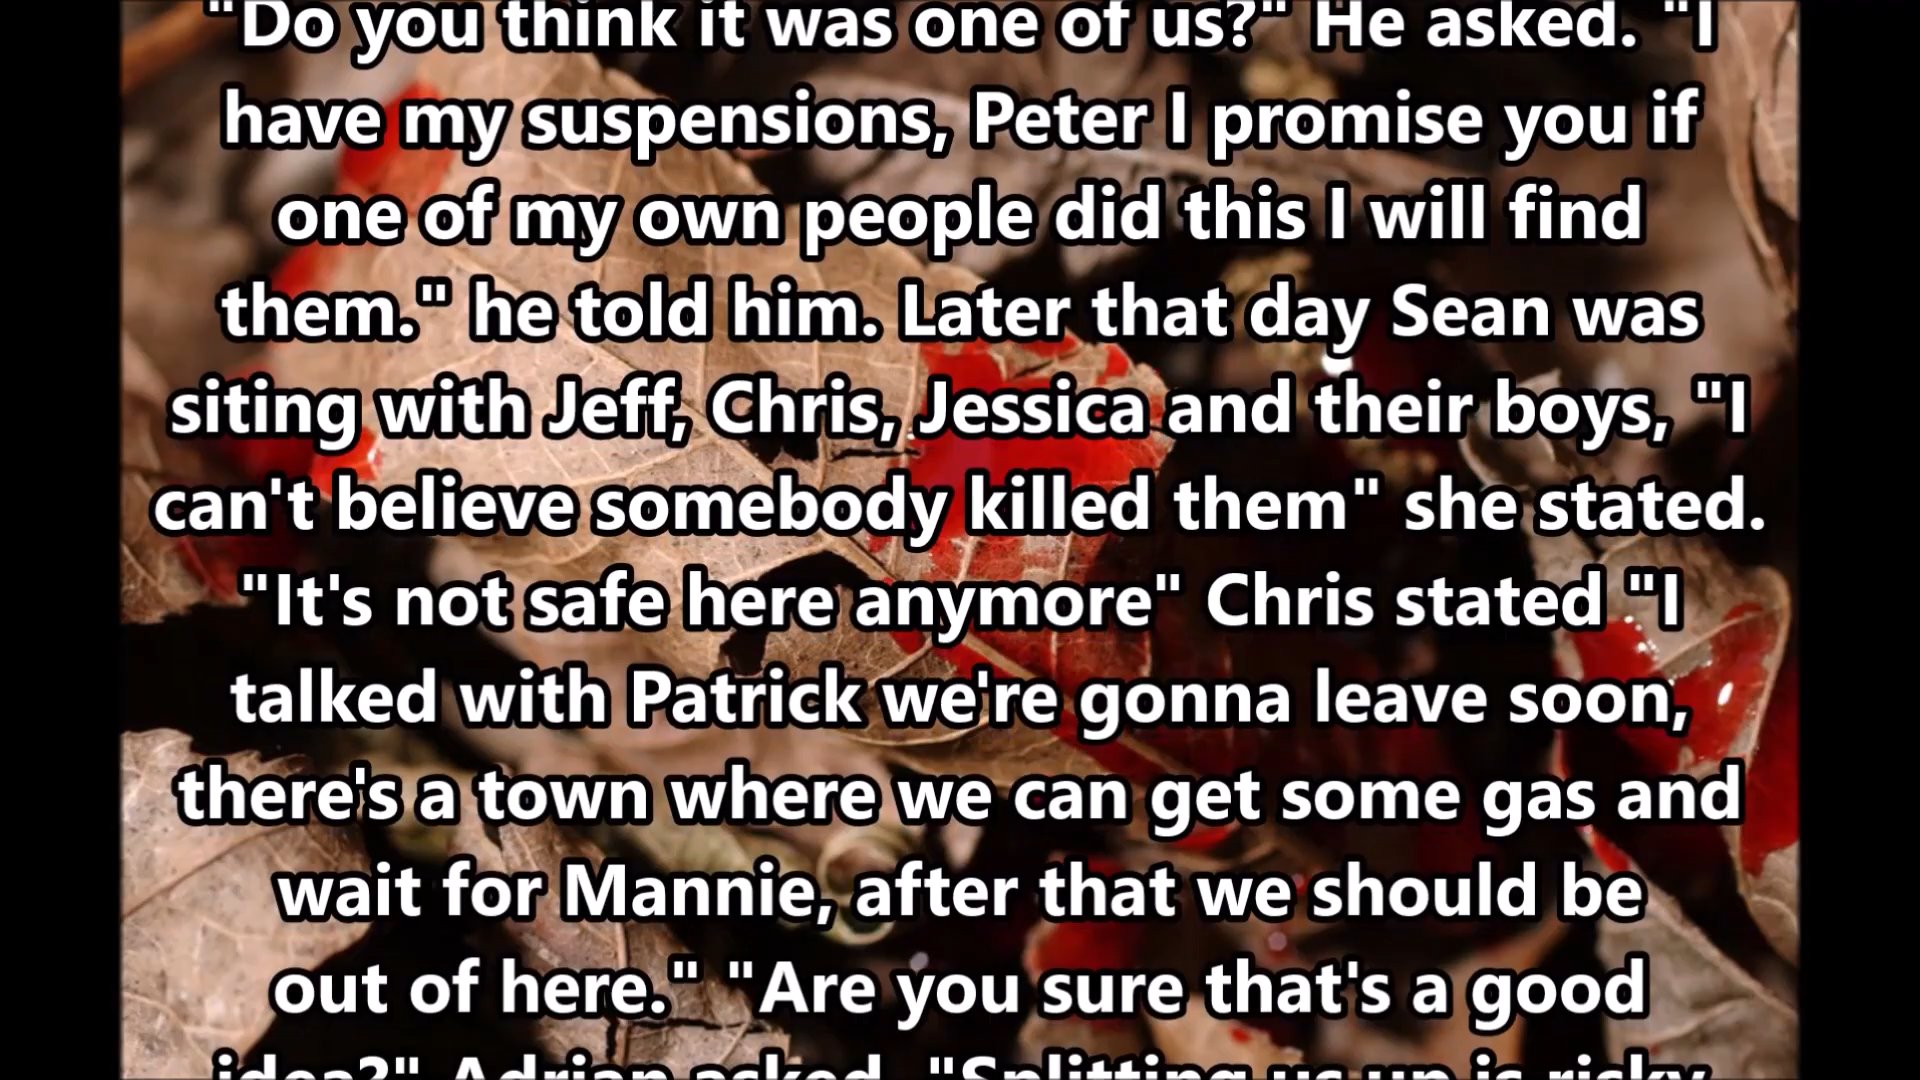 "Do you think it was one of us?" He asked. "I
have my suspensions, Peter I promise you if
one of my own people did this I will find
them." he told him. Later that day Sean was
siting with Jeff, Chris, Jessica and their boys, "I
can't believe somebody killed them" she stated.
"It's not safe here anymore" Chris stated "I
talked with Patrick we're gonna leave soon,
there's a town where we can get some gas and
wait for Mannie, after that we should be
out of here." "Are you sure that's a good
idea?" Adrian asked. "Splitting us up is risky